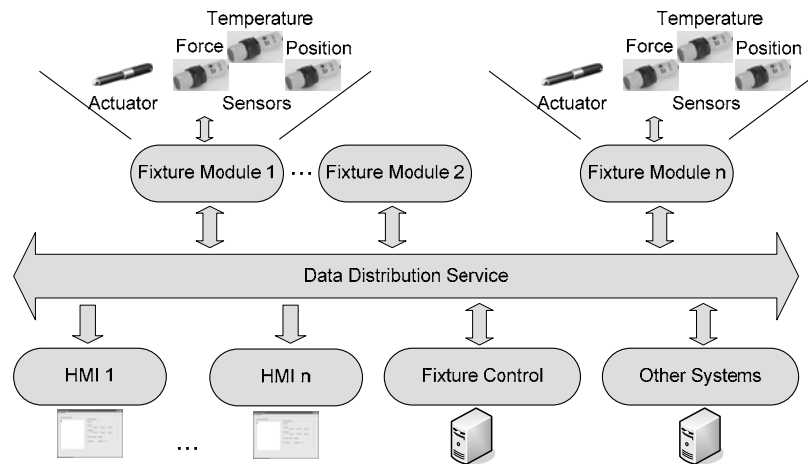 Temperature
Force Position
Actuator Sensors
Temperature
Force Position
Actuator Sensors
Fixture Module 1 ... Fixture Module 2 Fixture Module n
Data Distribution Service
HMI 1 HMI n Fixture Control Other Systems
...